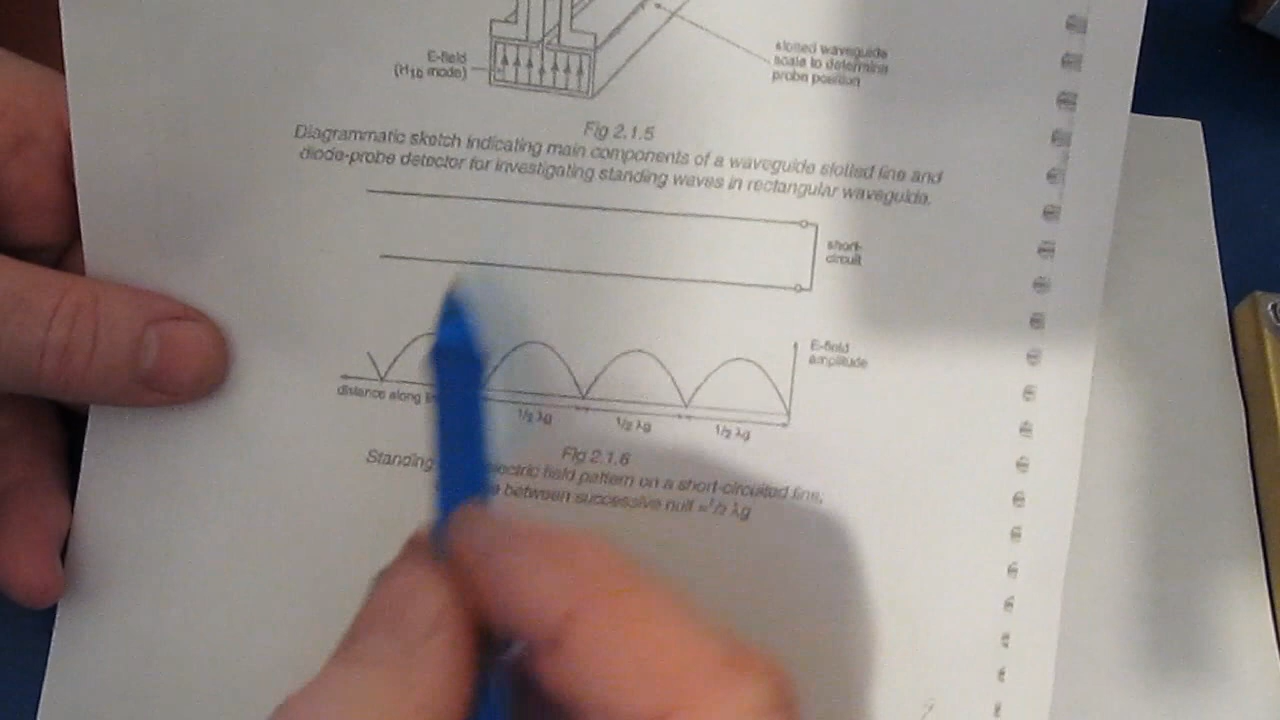 E-field
(H10 mode)
slotted waveguide
scale to determine
probe position
Fig 2.1.5
Diagrammatic sketch indicating main components of a waveguide slotted line and
diode-probe detector for investigating standing waves in rectangular waveguide.
short-
circuit
E-field
amplitude
distance along
1/2 λg
1/2 λg
1/2 λg
Fig 2.1.6
Standing electric field pattern on a short-circuited line,
between successive null = 1/2 λg